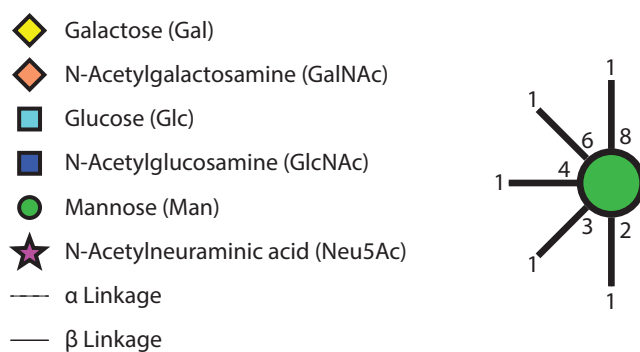 Galactose (Gal)
N-Acetylgalactosamine (GalNAc)
Glucose (Glc)
N-Acetylglucosamine (GlcNAc)
Mannose (Man)
N-Acetylneuraminic acid (Neu5Ac)
α Linkage
β Linkage
1
1
6 8
1 4
3 2
1
1